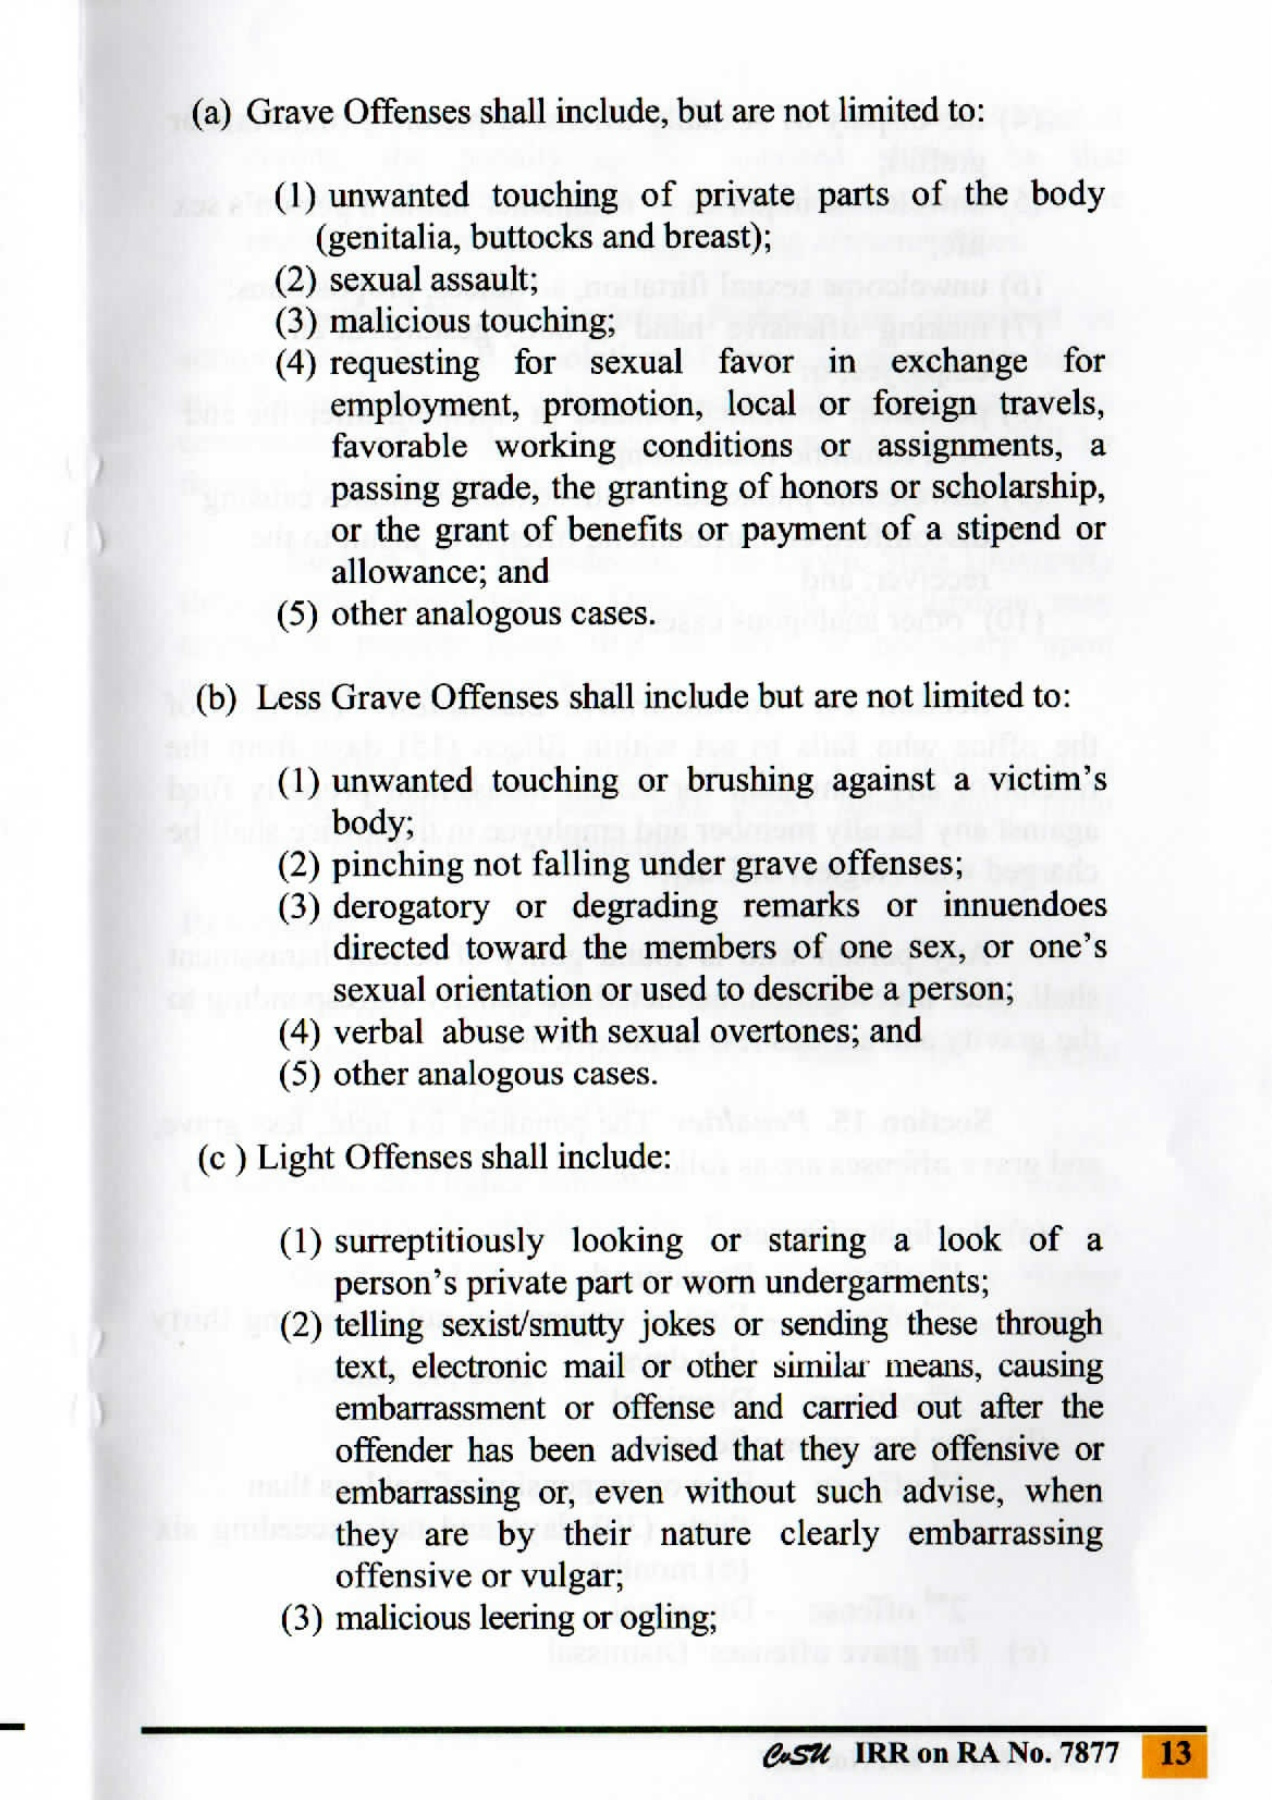 (a) Grave Offenses shall include, but are not limited to:
(1) unwanted touching of private parts of the body
(genitalia, buttocks and breast);
(2) sexual assault;
(3) malicious touching;
(4) requesting for sexual favor in exchange for
employment, promotion, local or foreign travels,
favorable working conditions or assignments, a
passing grade, the granting of honors or scholarship,
or the grant of benefits or payment of a stipend or
allowance; and
(5) other analogous cases.
(b) Less Grave Offenses shall include but are not limited to:
(1) unwanted touching or brushing against a victim's
body;
(2) pinching not falling under grave offenses;
(3) derogatory or degrading remarks or innuendoes
directed toward the members of one sex, or one's
sexual orientation or used to describe a person;
(4) verbal abuse with sexual overtones; and
(5) other analogous cases.
(c ) Light Offenses shall include:
(1) surreptitiously looking or staring a look of a
person's private part or worn undergarments;
(2) telling sexist/smutty jokes or sending these through
text, electronic mail or other similar means, causing
embarrassment or offense and carried out after the
offender has been advised that they are offensive or
embarrassing or, even without such advise, when
they are by their nature clearly embarrassing
offensive or vulgar;
(3) malicious leering or ogling;
CvSU IRR on RA No. 7877 13